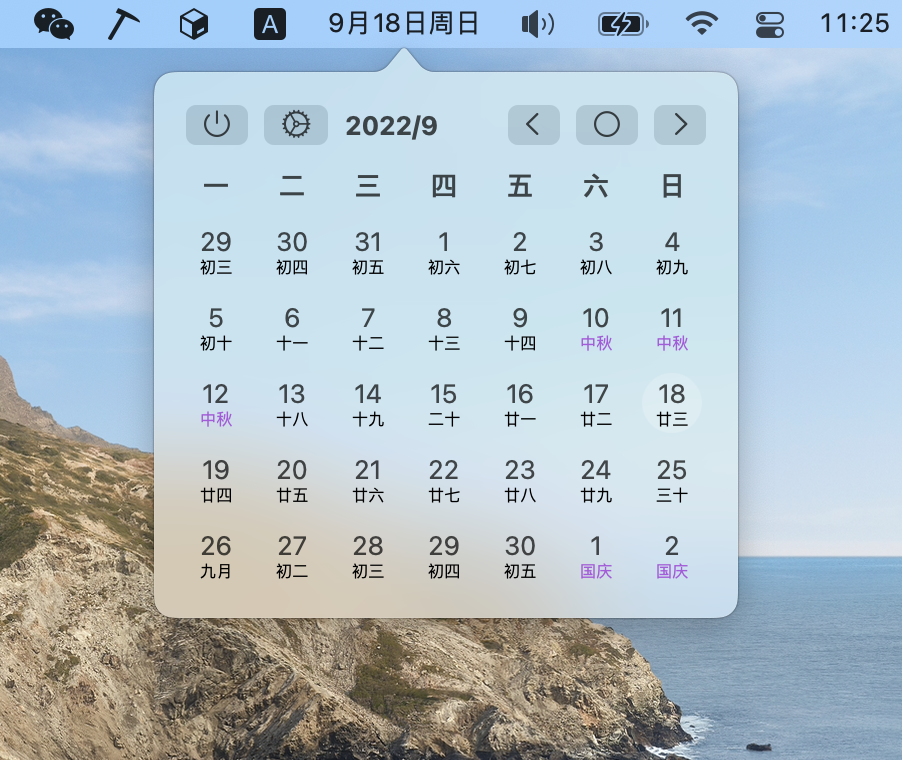 A 9月18日周日 11:25
2022/9
一 二 三 四 五 六 日
29 30 31 1 2 3 4
初三 初四 初五 初六 初七 初八 初九
5 6 7 8 9 10 11
初十 十一 十二 十三 十四 中秋 中秋
12 13 14 15 16 17 18
中秋 十八 十九 二十 廿一 廿二 廿三
19 20 21 22 23 24 25
廿四 廿五 廿六 廿七 廿八 廿九 三十
26 27 28 29 30 1 2
九月 初二 初三 初四 初五 国庆 国庆